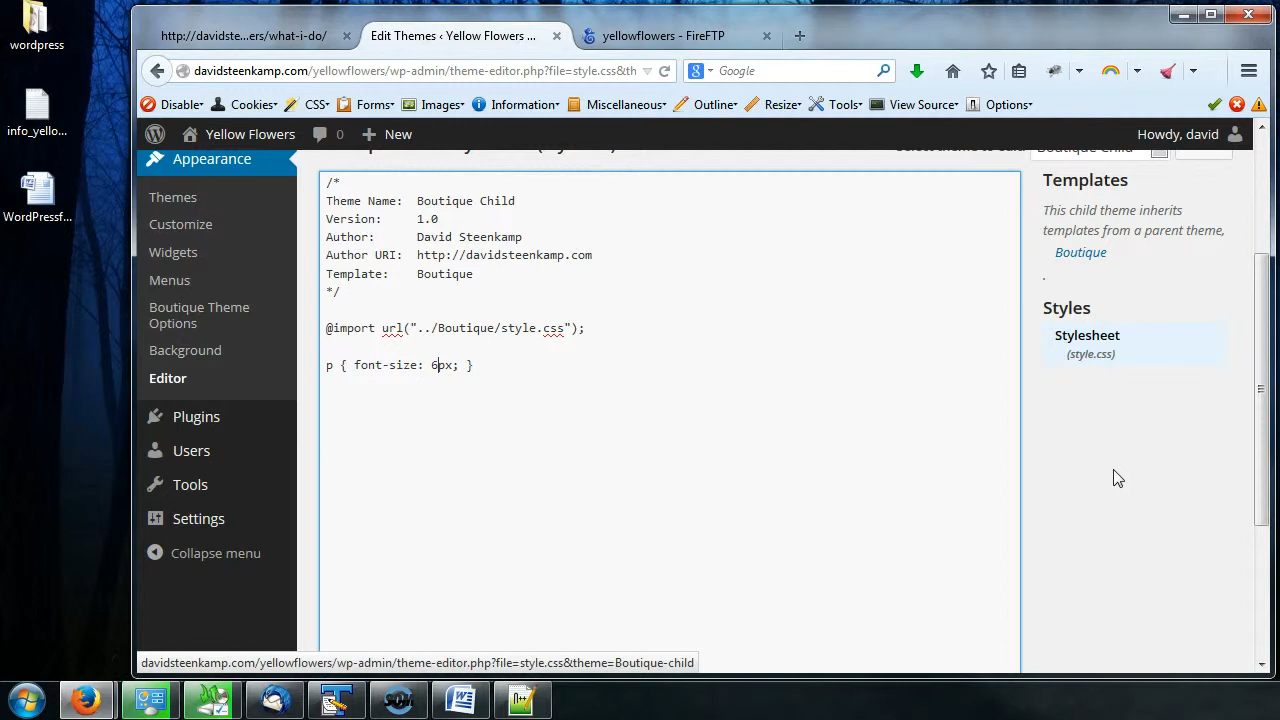 wordpress
info_yello...
WordPressf...
http://davidste...ers/what-i-do/
Edit Themes ‹ Yellow Flowers ...
yellowflowers - FireFTP
davidsteenkamp.com/yellowflowers/wp-admin/theme-editor.php?file=style.css&th
Google
Disable▾ Cookies▾ CSS▾ Forms▾ Images▾ Information▾ Miscellaneous▾ Outline▾ Resize▾ Tools▾ View Source▾ Options▾
Yellow Flowers 0 New Howdy, david
Appearance
Themes
Customize
Widgets
Menus
Boutique Theme
Options
Background
Editor
Plugins
Users
Tools
Settings
Collapse menu
/*
Theme Name: Boutique Child
Version: 1.0
Author: David Steenkamp
Author URI: http://davidsteenkamp.com
Template: Boutique
*/
@import url("../Boutique/style.css");
p { font-size: 6px; }
Templates
This child theme inherits
templates from a parent theme,
Boutique
.
Styles
Stylesheet
(style.css)
davidsteenkamp.com/yellowflowers/wp-admin/theme-editor.php?file=style.css&theme=Boutique-child